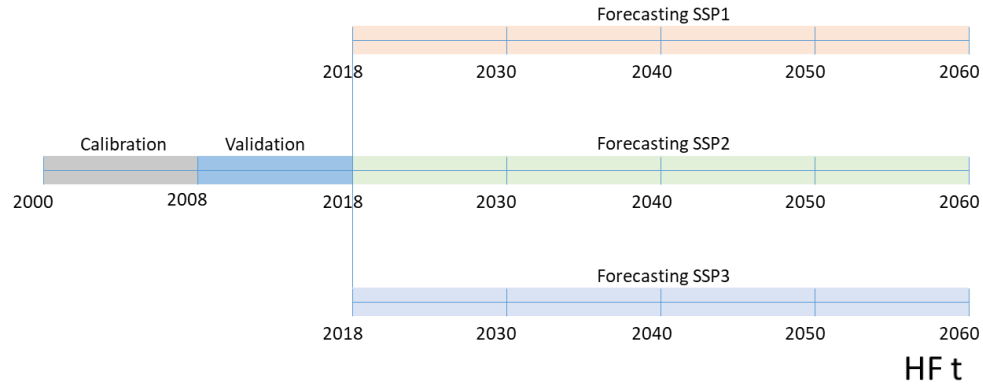 Forecasting SSP1
2018 2030 2040 2050 2060
Calibration Validation Forecasting SSP2
2000 2008 2018 2030 2040 2050 2060
Forecasting SSP3
2018 2030 2040 2050 2060
HF t